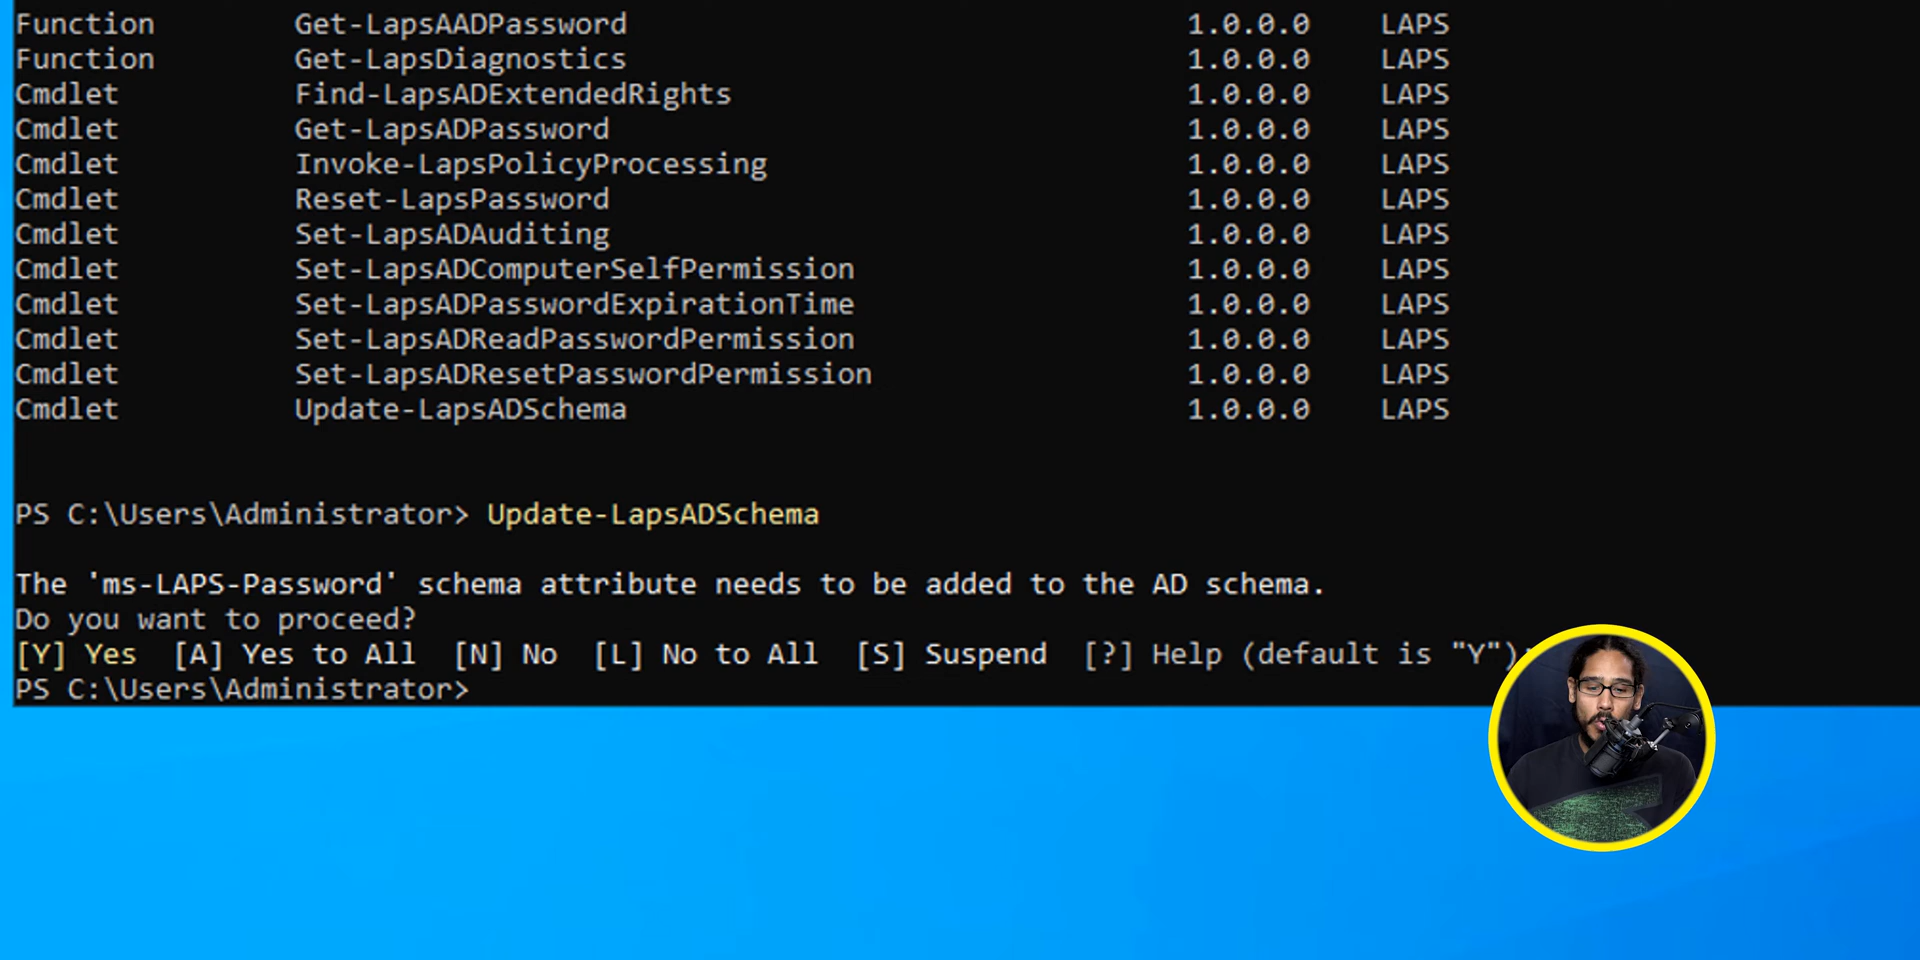 Function Get-LapsAADPassword 1.0.0.0 LAPS
Function Get-LapsDiagnostics 1.0.0.0 LAPS
Cmdlet Find-LapsADExtendedRights 1.0.0.0 LAPS
Cmdlet Get-LapsADPassword 1.0.0.0 LAPS
Cmdlet Invoke-LapsPolicyProcessing 1.0.0.0 LAPS
Cmdlet Reset-LapsPassword 1.0.0.0 LAPS
Cmdlet Set-LapsADAuditing 1.0.0.0 LAPS
Cmdlet Set-LapsADComputerSelfPermission 1.0.0.0 LAPS
Cmdlet Set-LapsADPasswordExpirationTime 1.0.0.0 LAPS
Cmdlet Set-LapsADReadPasswordPermission 1.0.0.0 LAPS
Cmdlet Set-LapsADResetPasswordPermission 1.0.0.0 LAPS
Cmdlet Update-LapsADSchema 1.0.0.0 LAPS
PS C:\Users\Administrator> Update-LapsADSchema
The 'ms-LAPS-Password' schema attribute needs to be added to the AD schema.
Do you want to proceed?
[Y] Yes [A] Yes to All [N] No [L] No to All [S] Suspend [?] Help (default is "Y"):
PS C:\Users\Administrator>